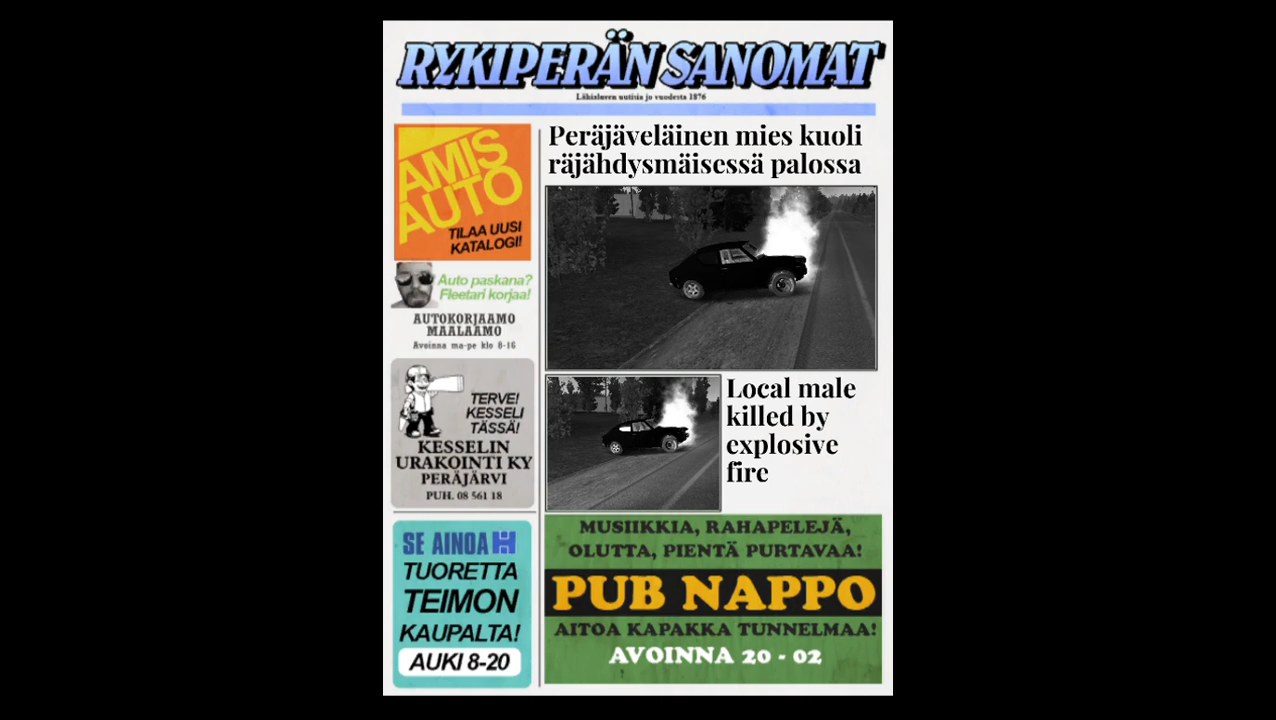 RYKIPERÄN SANOMAT
Lähialueen uutisia jo vuodesta 1876
AMIS
AUTO
TILAA UUSI
KATALOGI!
Auto paskana?
Fleetari korjaa!
AUTOKORJAAMO
MAALAAMO
Avoinna ma-pe klo 8-16
TERVE!
KESSELI
TÄSSÄ!
KESSELIN
URAKOINTI KY
PERÄJÄRVI
PUH. 08 561 18
SE AINOA
TUORETTA
TEIMON
KAUPALTA!
AUKI 8-20
Peräjäveläinen mies kuoli
räjähdysmäisessä palossa
Local male
killed by
explosive
fire
MUSIIKKIA, RAHAPELEJÄ,
OLUTTA, PIENTÄ PURTAVAA!
PUB NAPPO
AITOA KAPAKKA TUNNELMAA!
AVOINNA 20 - 02